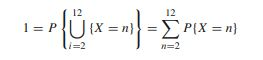 1 = P{⋃_{i=2}^{12} {X = n}} = ∑_{n=2}^{12} P{X = n}